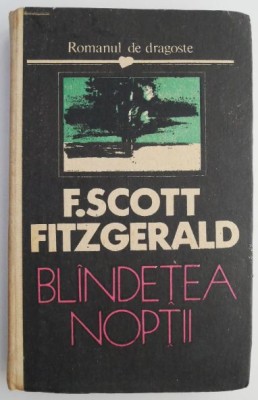 Romanul de dragoste
F. SCOTT
FITZGERALD
BLÎNDEȚEA
NOPȚII